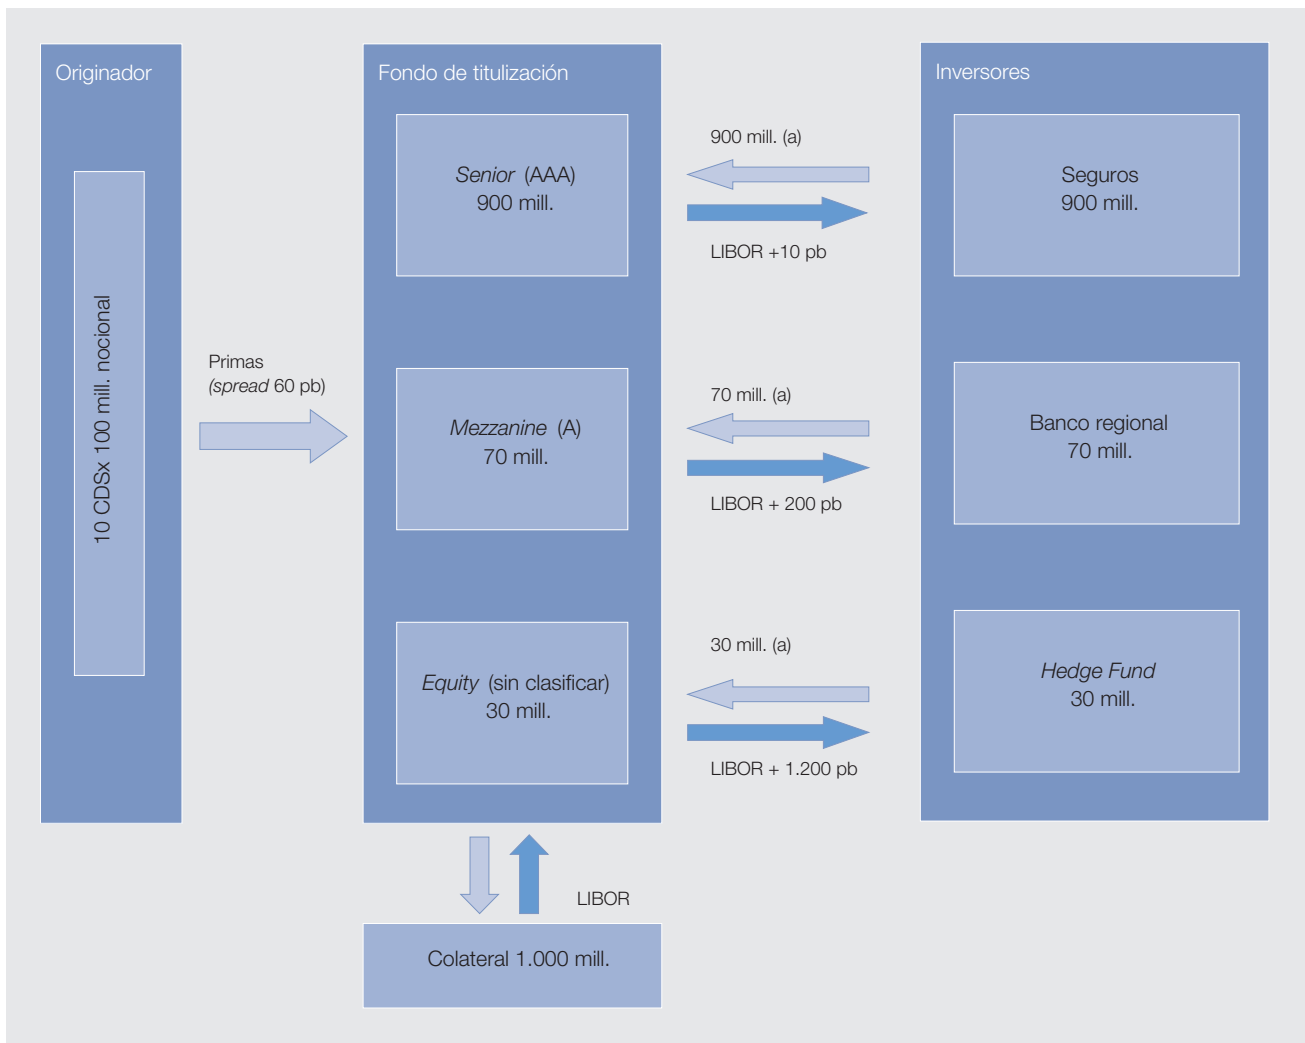 Originador
10 CDSx 100 mill. nocional
Primas
(spread 60 pb)
Fondo de titulización
Senior (AAA)
900 mill.
Mezzanine (A)
70 mill.
Equity (sin clasificar)
30 mill.
900 mill. (a)
LIBOR +10 pb
70 mill. (a)
LIBOR + 200 pb
30 mill. (a)
LIBOR + 1.200 pb
Inversores
Seguros
900 mill.
Banco regional
70 mill.
Hedge Fund
30 mill.
LIBOR
Colateral 1.000 mill.